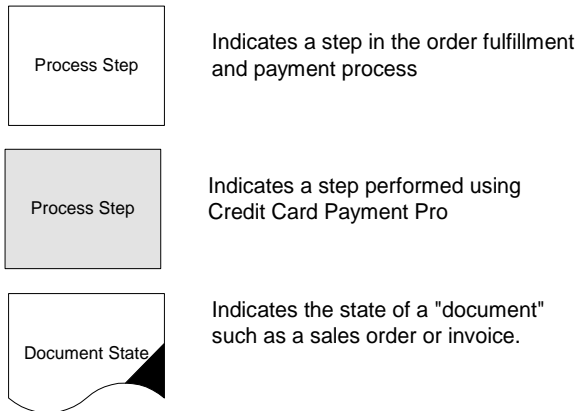 Process Step
Indicates a step in the order fulfillment
and payment process
Process Step
Indicates a step performed using
Credit Card Payment Pro
Document State
Indicates the state of a "document"
such as a sales order or invoice.